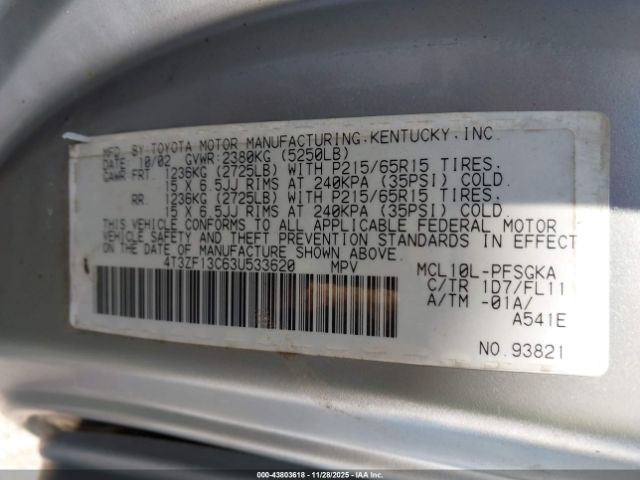 MFD. BY:TOYOTA MOTOR MANUFACTURING.KENTUCKY.INC
DATE 10/02 GVWR:2380KG (5250LB)
GAWR FRT. 1236KG (2725LB) WITH P215/65R15 TIRES.
15 X 6.5JJ RIMS AT 240KPA (35PSI) COLD.
RR. 1236KG (2725LB) WITH P215/65R15 TIRES.
15 X 6.5JJ RIMS AT 240KPA (35PSI) COLD.
THIS VEHICLE CONFORMS TO ALL APPLICABLE FEDERAL MOTOR
VEHICLE SAFETY AND THEFT PREVENTION STANDARDS IN EFFECT
ON THE DATE OF MANUFACTURE SHOWN ABOVE.
4T3ZF13C63U533620 MPV MCL10L-PFSGKA
C/TR 1D7/FL11
A/TM -01A/
A541E
NO.93821
000-43803618 - 11/28/2025 - IAAI.COM